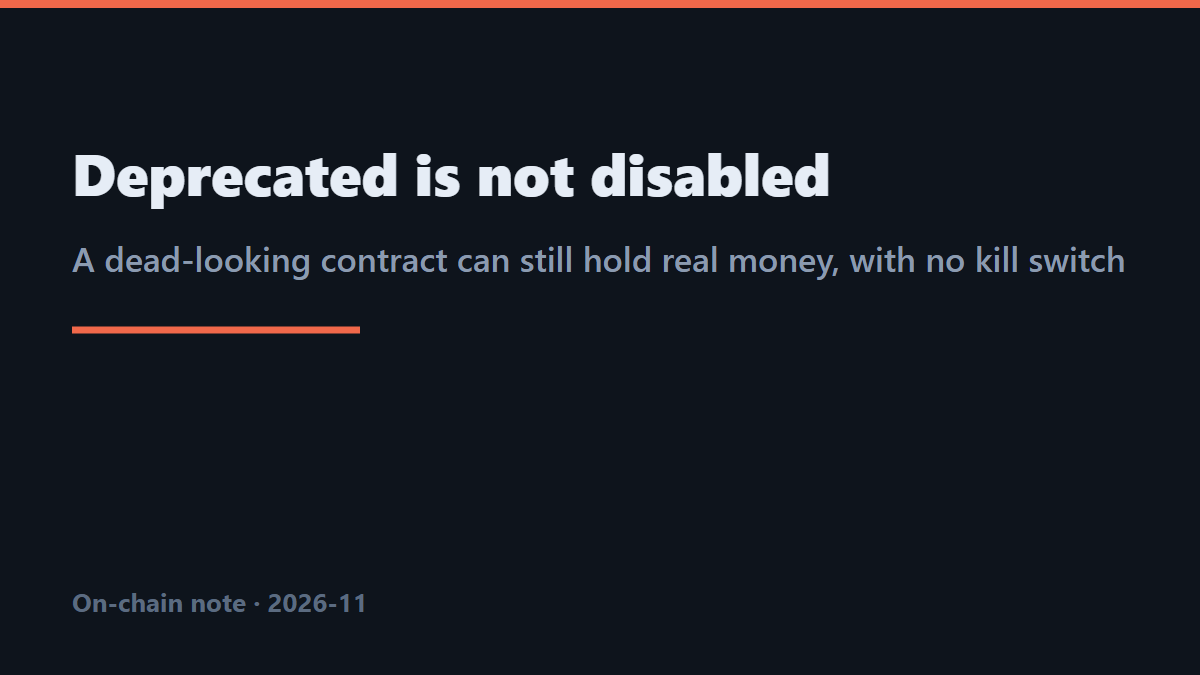 Deprecated is not disabled
A dead-looking contract can still hold real money, with no kill switch
On-chain note · 2026-11